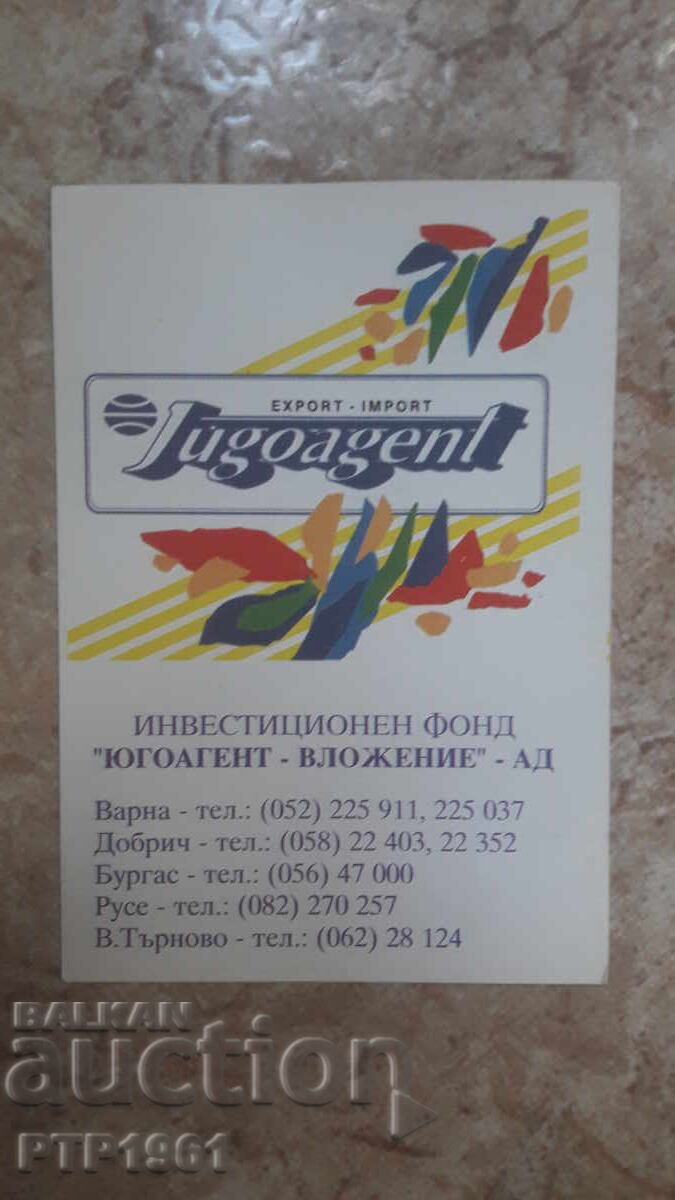 EXPORT - IMPORT
Jugoagent
ИНВЕСТИЦИОНЕН ФОНД
"ЮГОАГЕНТ - ВЛОЖЕНИЕ" - АД
Варна - тел.: (052) 225 911, 225 037
Добрич - тел.: (058) 22 403, 22 352
Бургас - тел.: (056) 47 000
Русе - тел.: (082) 270 257
В.Търново - тел.: (062) 28 124
BALKAN
auction
PTP1961